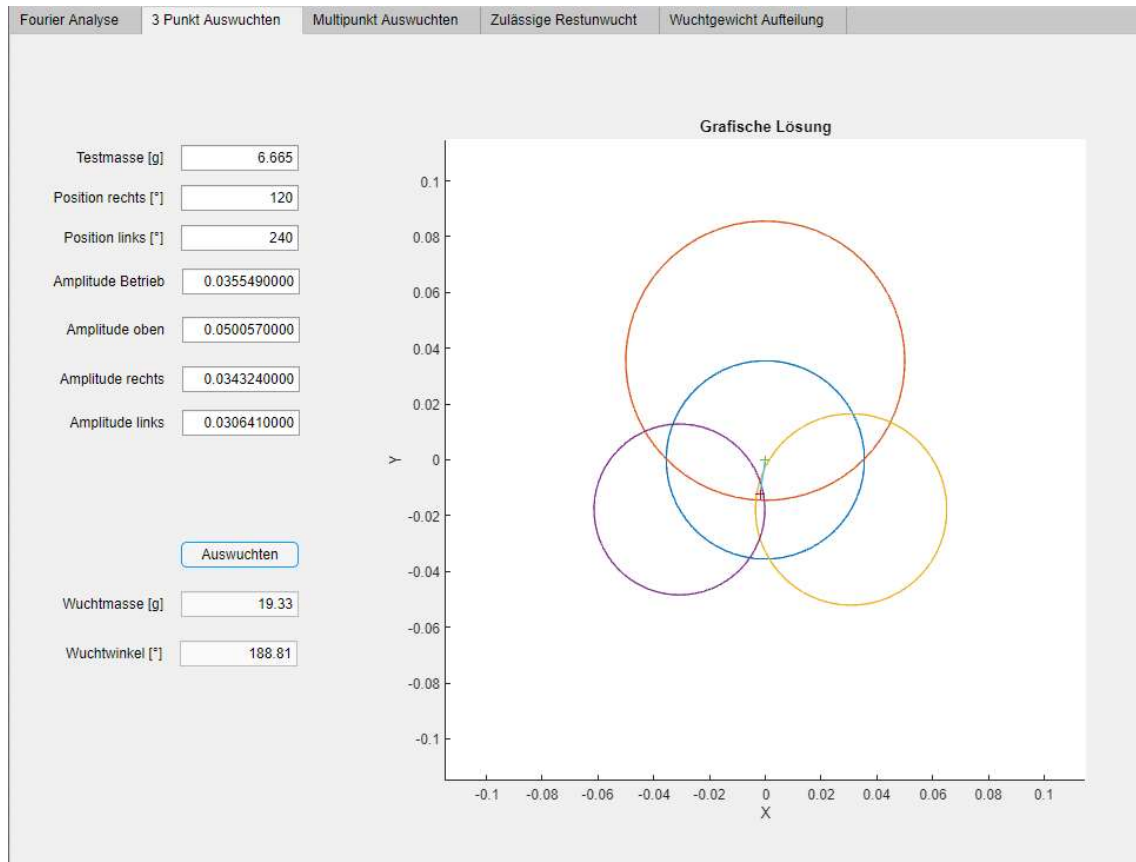 Fourier Analyse
3 Punkt Auswuchten
Multipunkt Auswuchten
Zulässige Restunwucht
Wuchtgewicht Aufteilung
Testmasse [g] 6.665
Position rechts [°] 120
Position links [°] 240
Amplitude Betrieb 0.0355490000
Amplitude oben 0.0500570000
Amplitude rechts 0.0343240000
Amplitude links 0.0306410000
Auswuchten
Wuchtmasse [g] 19.33
Wuchtwinkel [°] 188.81
Grafische Lösung
0.1
0.08
0.06
0.04
0.02
0
-0.02
-0.04
-0.06
-0.08
-0.1
Y
-0.1 -0.08 -0.06 -0.04 -0.02 0 0.02 0.04 0.06 0.08 0.1
X